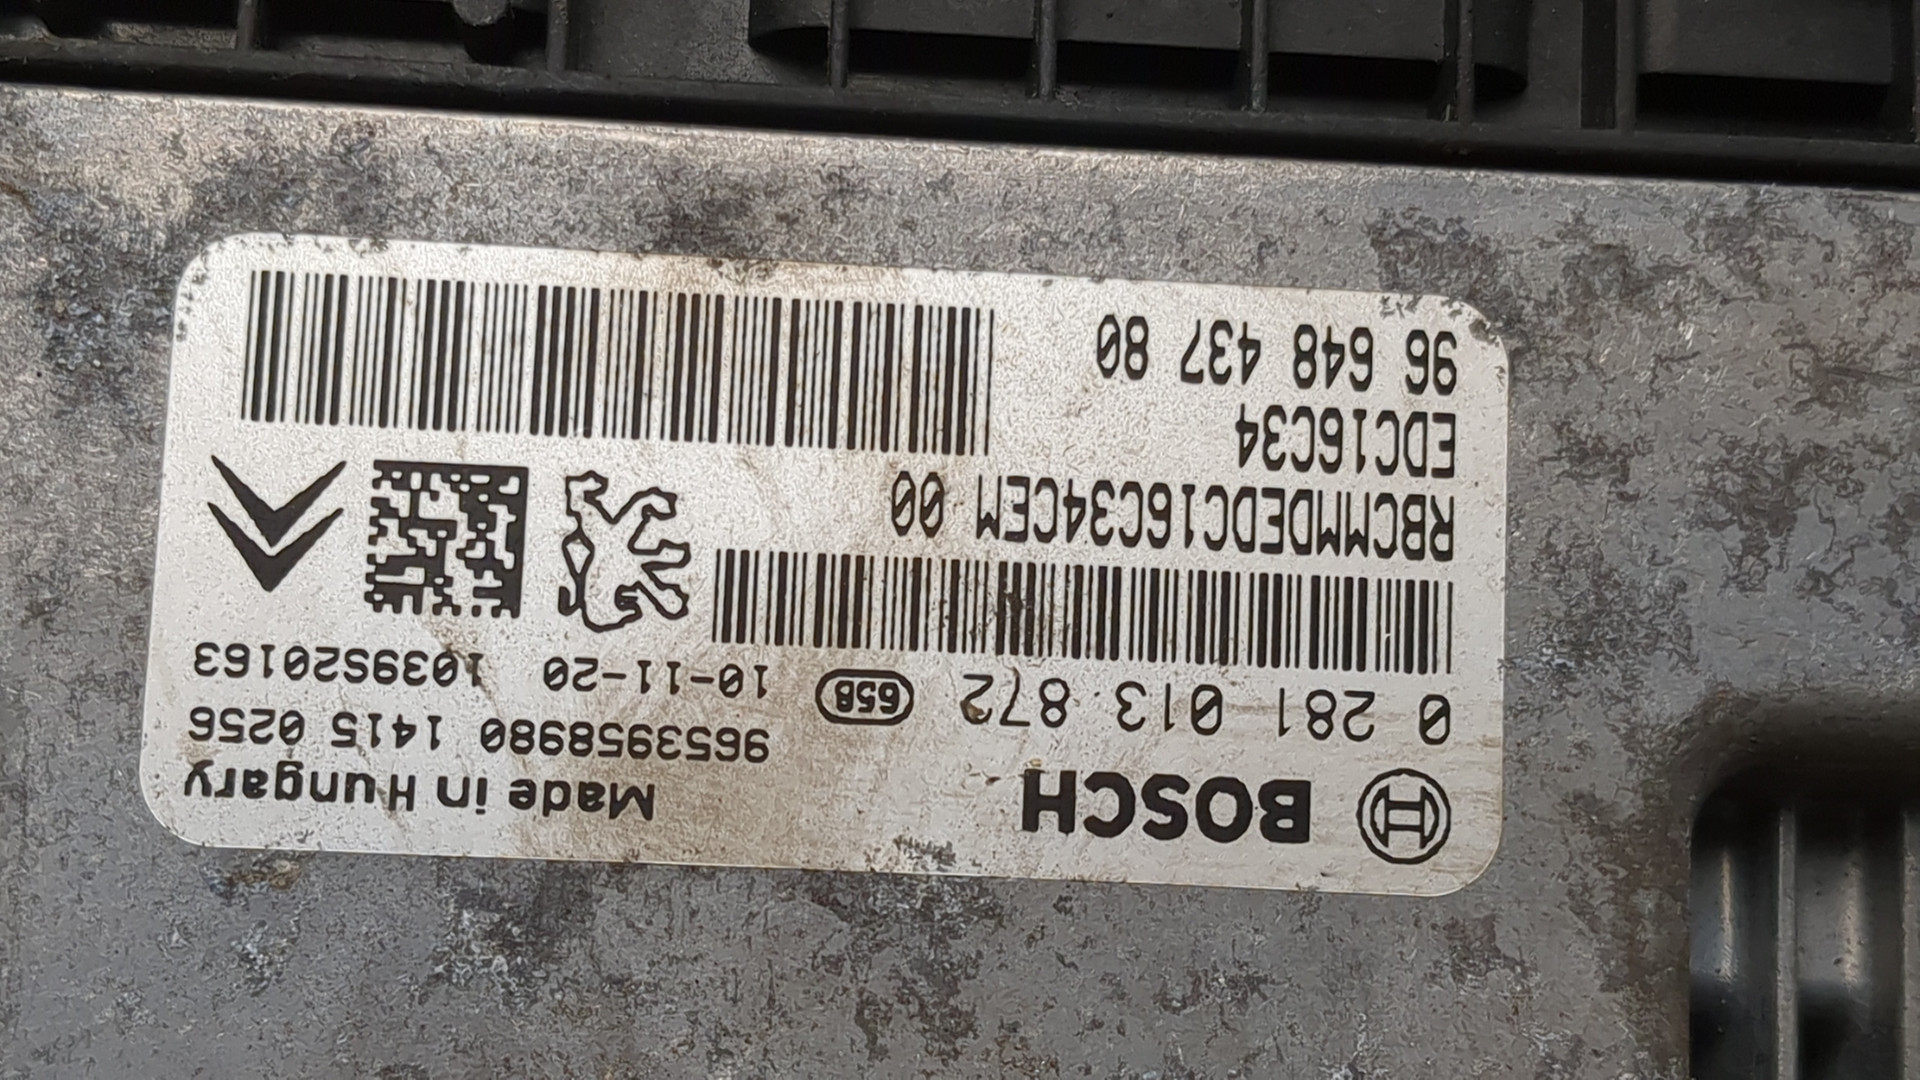 BOSCH
Made in Hungary
9653958980 1415 0256
0 281 013 872
65B
10-11-20 1039S20163
RBCMMDEDC16C34CEM 00
EDC16C34
96 648 437 80